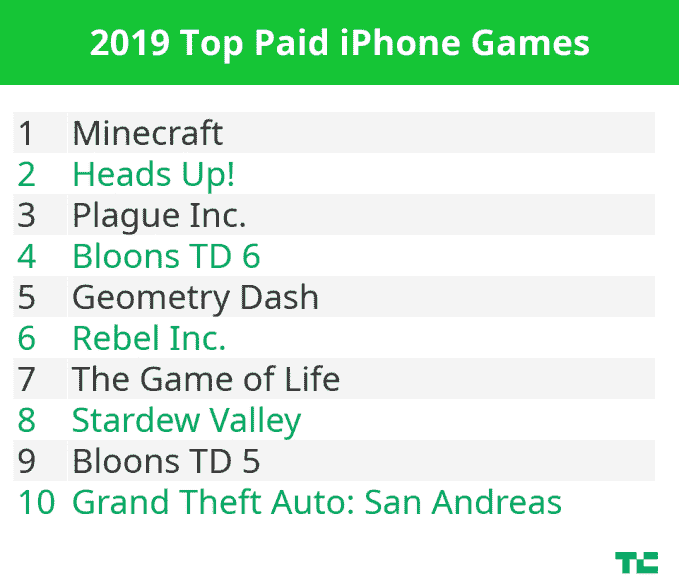 2019 Top Paid iPhone Games
1 Minecraft
2 Heads Up!
3 Plague Inc.
4 Bloons TD 6
5 Geometry Dash
6 Rebel Inc.
7 The Game of Life
8 Stardew Valley
9 Bloons TD 5
10 Grand Theft Auto: San Andreas
TC